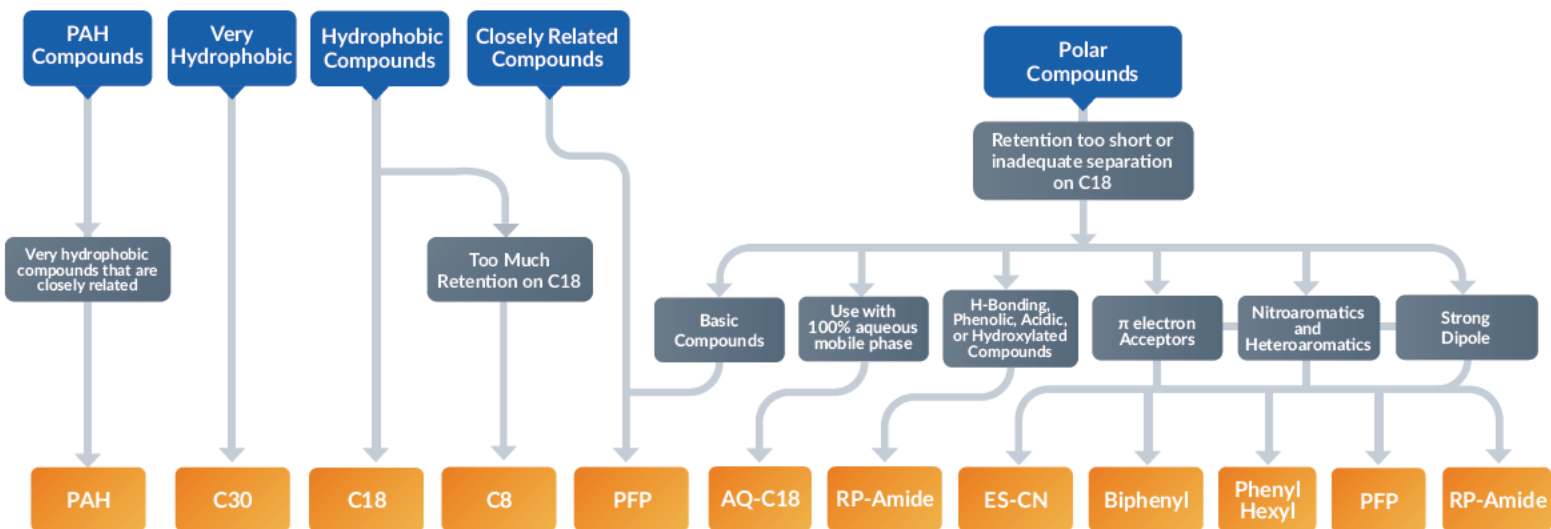 PAH
Compounds
Very
Hydrophobic
Hydrophobic
Compounds
Closely Related
Compounds
Polar
Compounds
Retention too short or
inadequate separation
on C18
Very hydrophobic
compounds that are
closely related
Too Much
Retention on C18
Basic
Compounds
Use with
100% aqueous
mobile phase
H-Bonding,
Phenolic, Acidic,
or Hydroxylated
Compounds
π electron
Acceptors
Nitroaromatics
and
Heteroaromatics
Strong
Dipole
PAH
C30
C18
C8
PFP
AQ-C18
RP-Amide
ES-CN
Biphenyl
Phenyl
Hexyl
PFP
RP-Amide